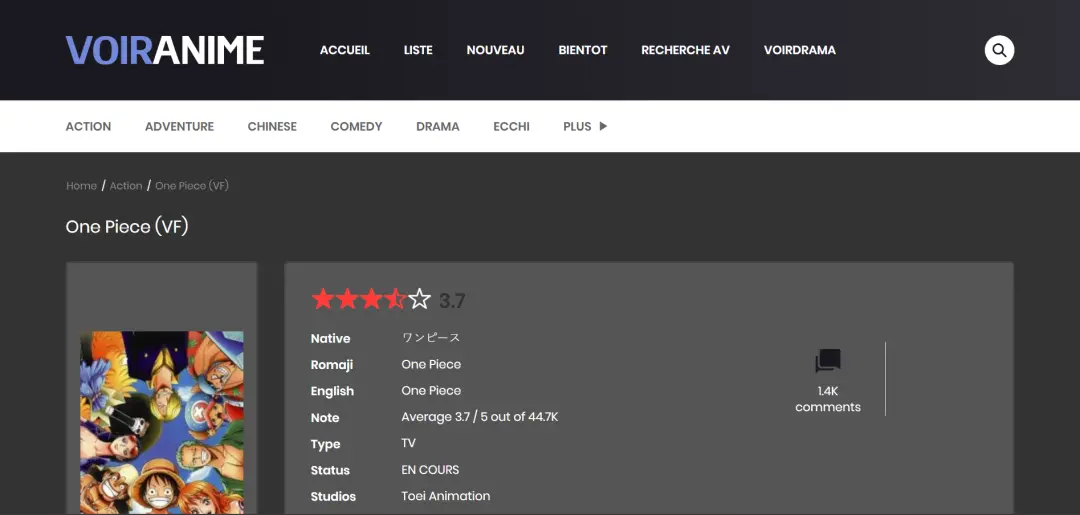 VOIRANIME ACCUEIL LISTE NOUVEAU BIENTOT RECHERCHE AV VOIRDRAMA
ACTION ADVENTURE CHINESE COMEDY DRAMA ECCHI PLUS
Home / Action / One Piece (VF)
One Piece (VF)
3.7
Native ワンピース
Romaji One Piece
English One Piece
Note Average 3.7 / 5 out of 44.7K
Type TV
Status EN COURS
Studios Toei Animation
1.4K
comments